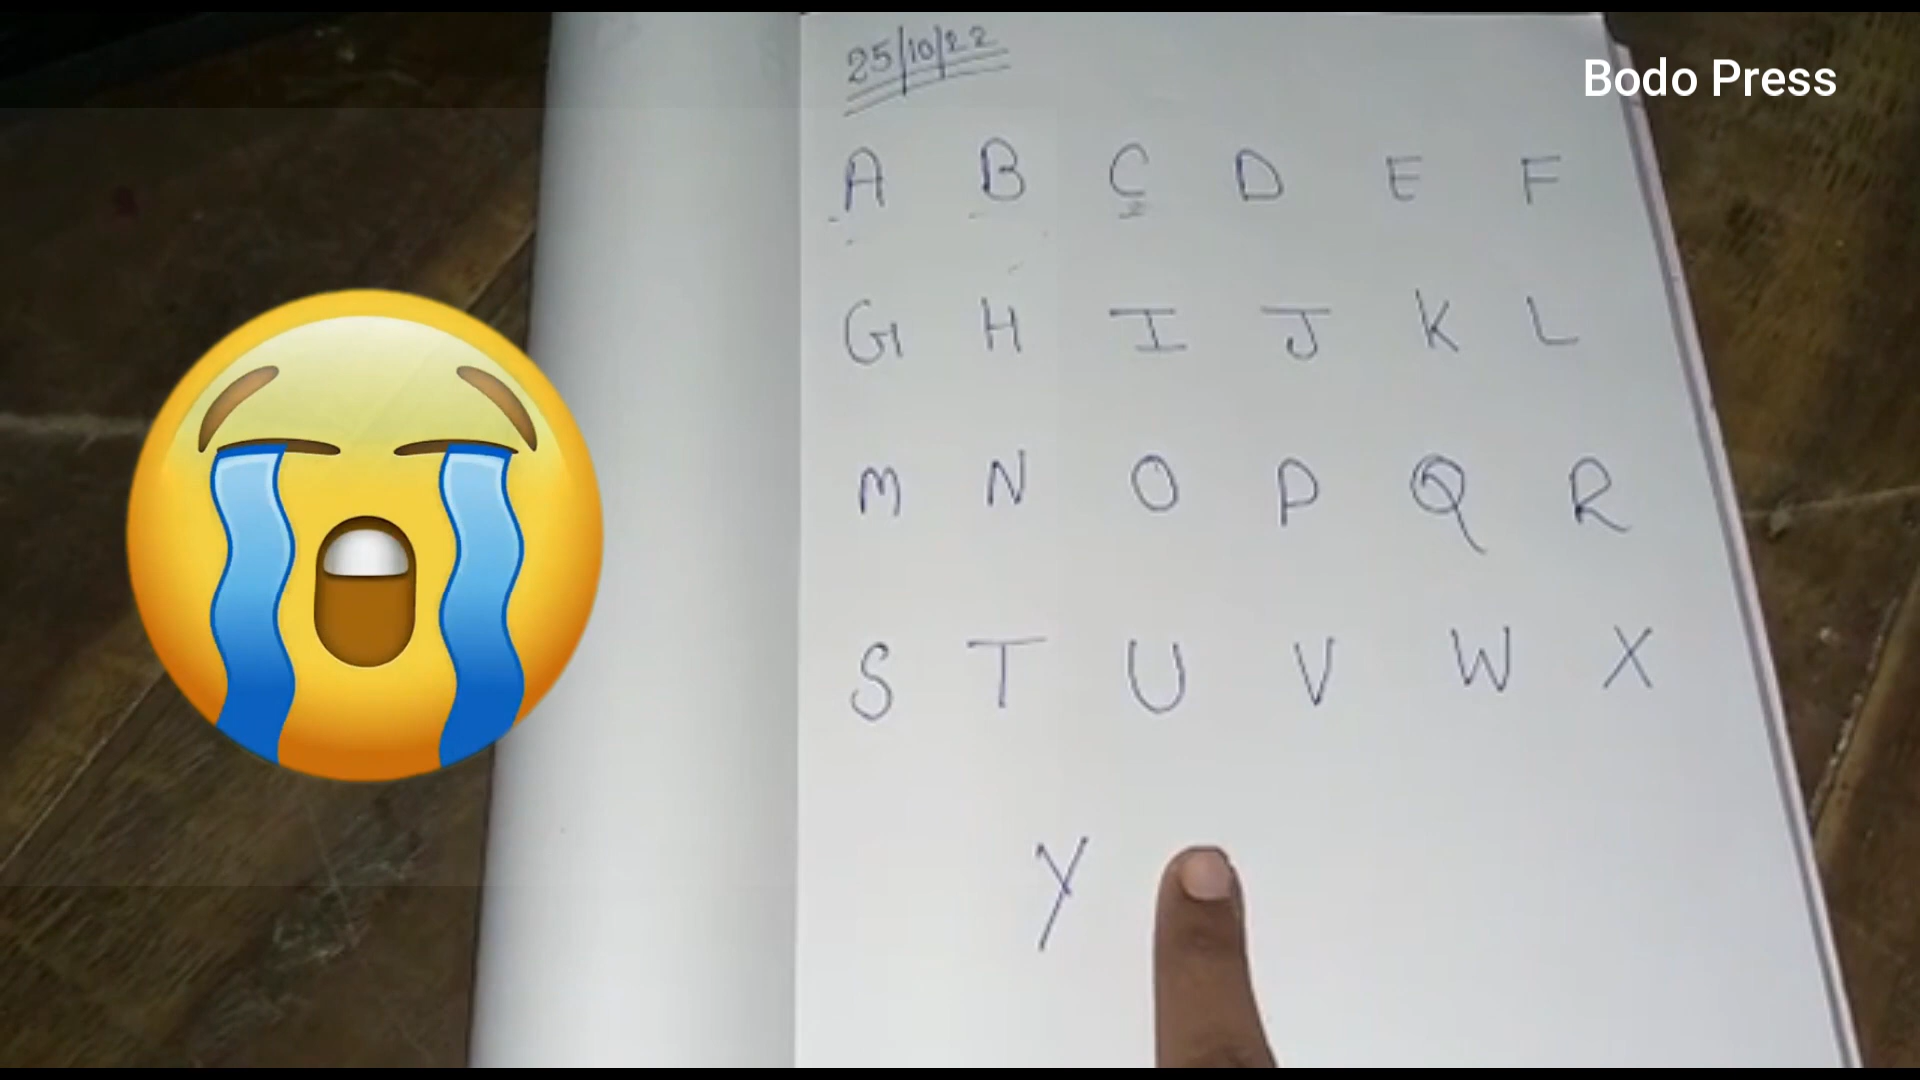 25/10/22
Bodo Press
A B C D E F
G H I J K L
M N O P Q R
S T U V W X
Y